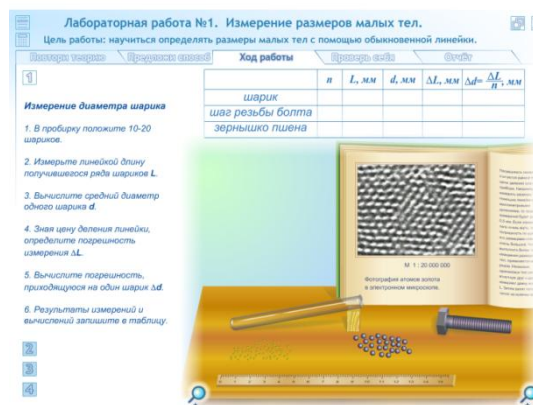 Лабораторная работа №1. Измерение размеров малых тел.
Цель работы: научиться определять размеры малых тел с помощью обыкновенной линейки.
Повтори теорию Предложи способ Ход работы Проверь себя Отчёт
1
n L, мм d, мм ΔL, мм Δd= ΔL/n, мм
шарик
шаг резьбы болта
зернышко пшена
Измерение диаметра шарика
1. В пробирку положите 10-20
шариков.
2. Измерьте линейкой длину
получившегося ряда шариков L.
3. Вычислите средний диаметр
одного шарика d.
4. Зная цену деления линейки,
определите погрешность
измерения ΔL.
5. Вычислите погрешность,
приходящуюся на один шарик Δd.
6. Результаты измерений и
вычислений запишите в таблицу.
2
3
4
М 1 : 20 000 000
Фотография атомов золота
в электронном микроскопе.